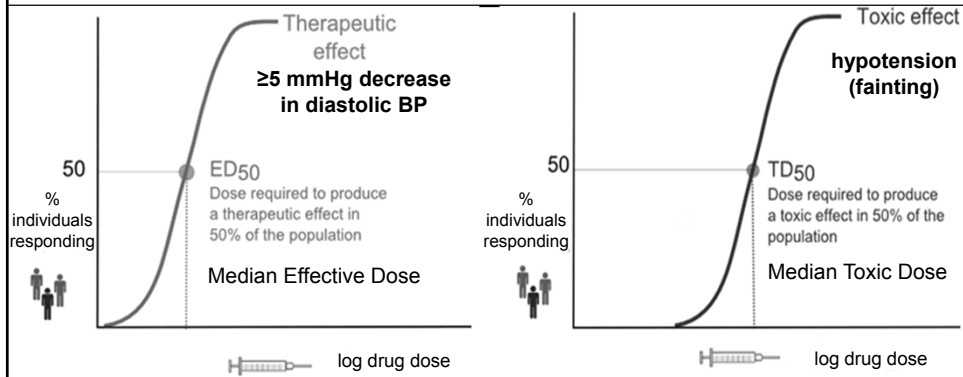 Therapeutic
effect
≥5 mmHg decrease
in diastolic BP
50
%
individuals
responding
ED50
Dose required to produce
a therapeutic effect in
50% of the population
Median Effective Dose
log drug dose
Toxic effect
hypotension
(fainting)
50
%
individuals
responding
TD50
Dose required to produce
a toxic effect in 50% of the
population
Median Toxic Dose
log drug dose